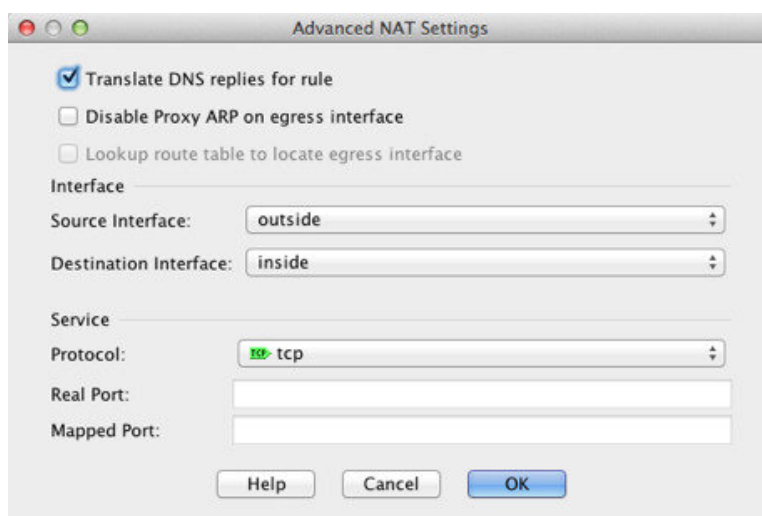 Advanced NAT Settings
Translate DNS replies for rule
Disable Proxy ARP on egress interface
Lookup route table to locate egress interface
Interface
Source Interface: outside
Destination Interface: inside
Service
Protocol: TCP tcp
Real Port:
Mapped Port:
Help Cancel OK